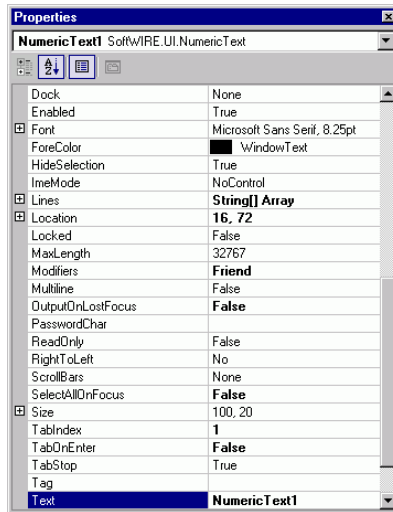 Properties
NumericText1 SoftWIRE.UI.NumericText
Dock None
Enabled True
Font Microsoft Sans Serif, 8.25pt
ForeColor WindowText
HideSelection True
ImeMode NoControl
Lines String[] Array
Location 16, 72
Locked False
MaxLength 32767
Modifiers Friend
Multiline False
OutputOnLostFocus False
PasswordChar
ReadOnly False
RightToLeft No
ScrollBars None
SelectAllOnFocus False
Size 100, 20
TabIndex 1
TabOnEnter False
TabStop True
Tag
Text NumericText1